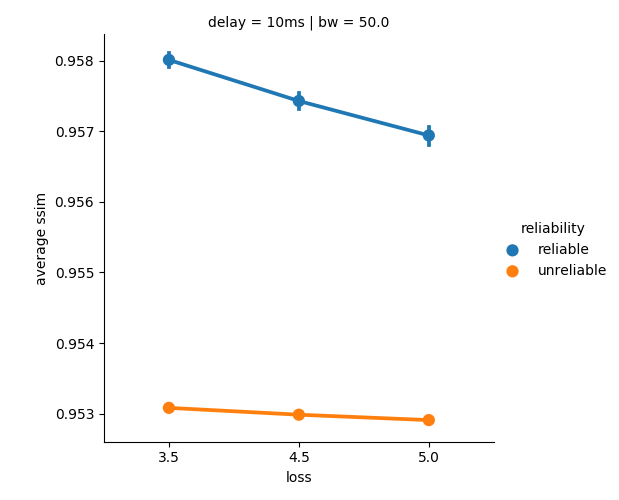 delay = 10ms | bw = 50.0
0.958
0.957
0.956
0.955
0.954
0.953
average ssim
3.5
4.5
5.0
loss
reliability
reliable
unreliable